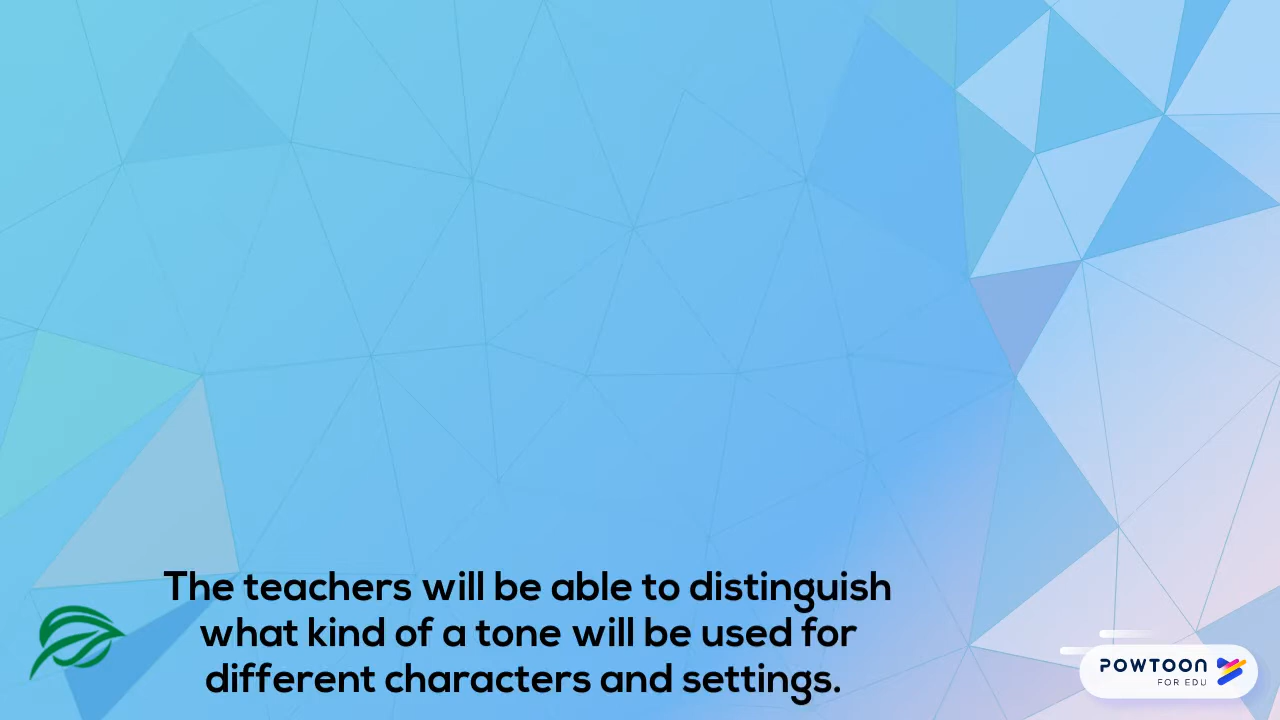 The teachers will be able to distinguish
what kind of a tone will be used for
different characters and settings.
POWTOON
FOR EDU